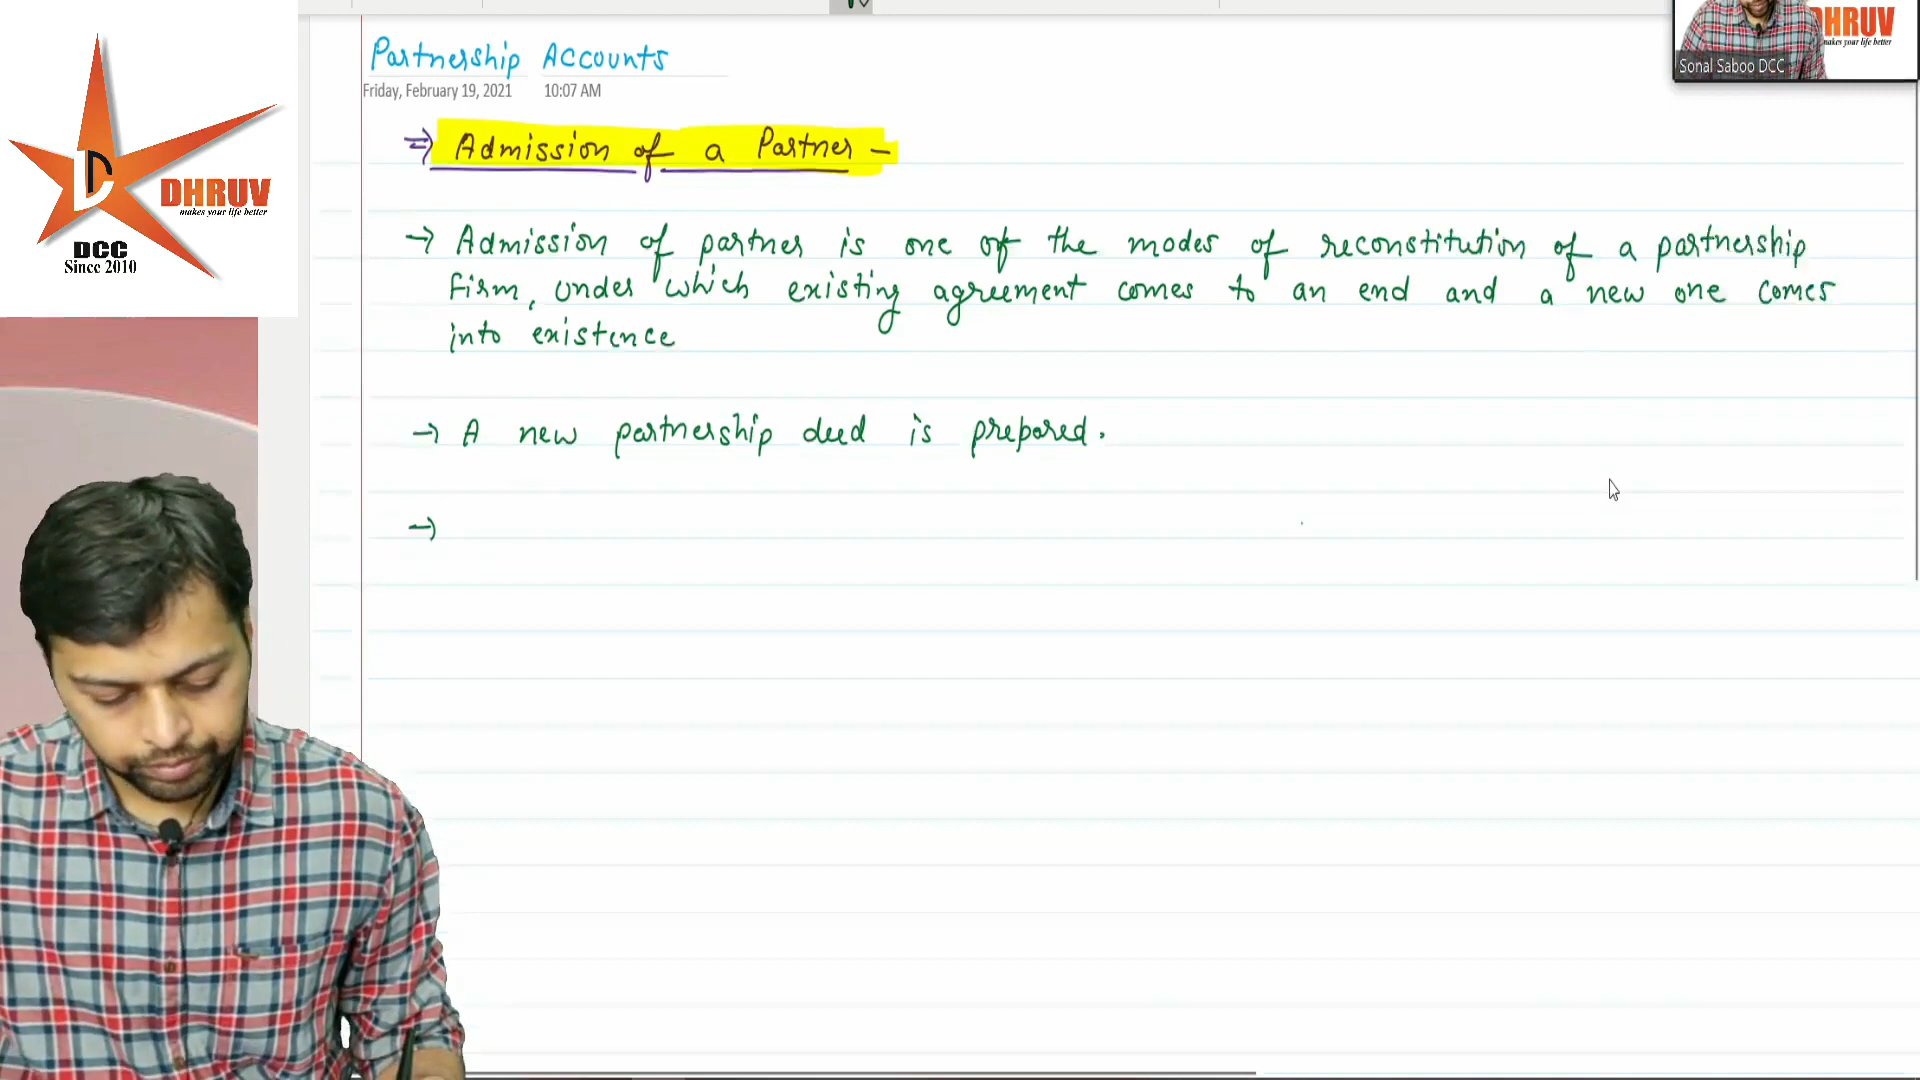 Partnership Accounts
Friday, February 19, 2021 10:07 AM
⇒ Admission of a Partner -
→ Admission of partner is one of the modes of reconstitution of a partnership
firm, under which existing agreement comes to an end and a new one comes
into existence
→ A new partnership deed is prepared.
→
DC
DHRUV
makes your life better
DCC
Since 2010
DHRUV
makes your life better
Sonal Saboo DCC